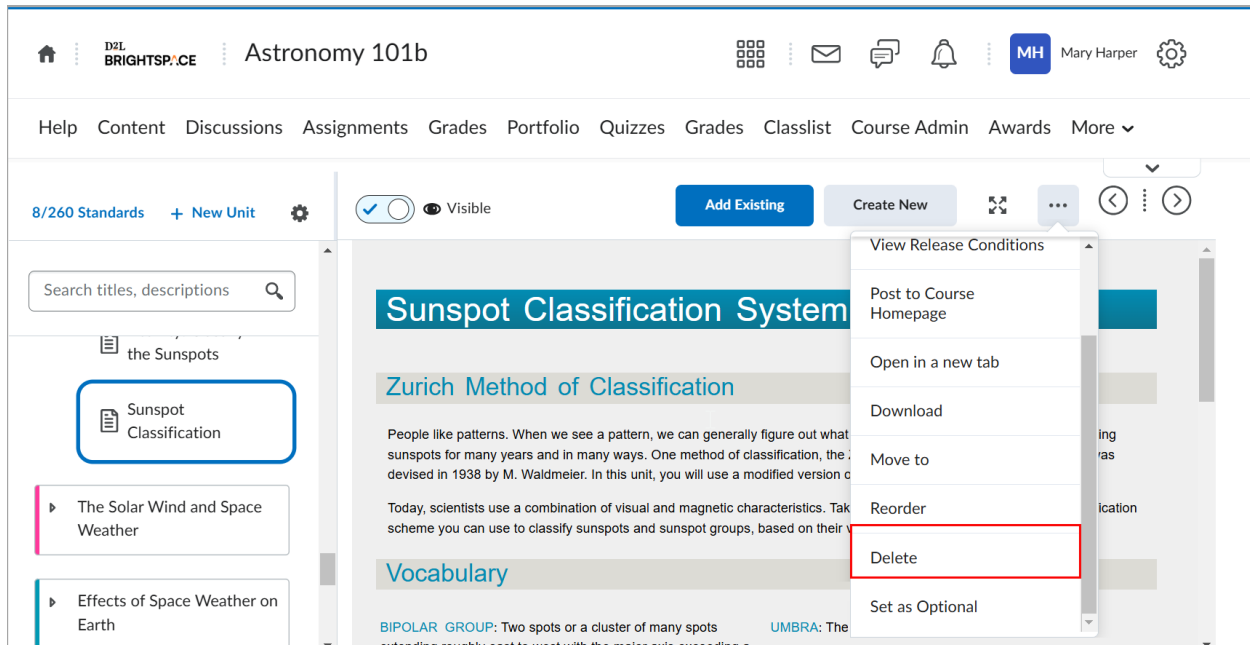 D2L
BRIGHTSPACE
Astronomy 101b
MH
Mary Harper
Help Content Discussions Assignments Grades Portfolio Quizzes Grades Classlist Course Admin Awards More
8/260 Standards
+ New Unit
Visible
Add Existing
Create New
Search titles, descriptions
the Sunspots
Sunspot
Classification
The Solar Wind and Space
Weather
Effects of Space Weather on
Earth
View Release Conditions
Post to Course
Homepage
Open in a new tab
Download
Move to
Reorder
Delete
Set as Optional
Sunspot Classification System
Zurich Method of Classification
People like patterns. When we see a pattern, we can generally figure out what
sunspots for many years and in many ways. One method of classification, the
devised in 1938 by M. Waldmeier. In this unit, you will use a modified version
Today, scientists use a combination of visual and magnetic characteristics.
scheme you can use to classify sunspots and sunspot groups, based on their
Vocabulary
BIPOLAR GROUP: Two spots or a cluster of many spots
UMBRA: The